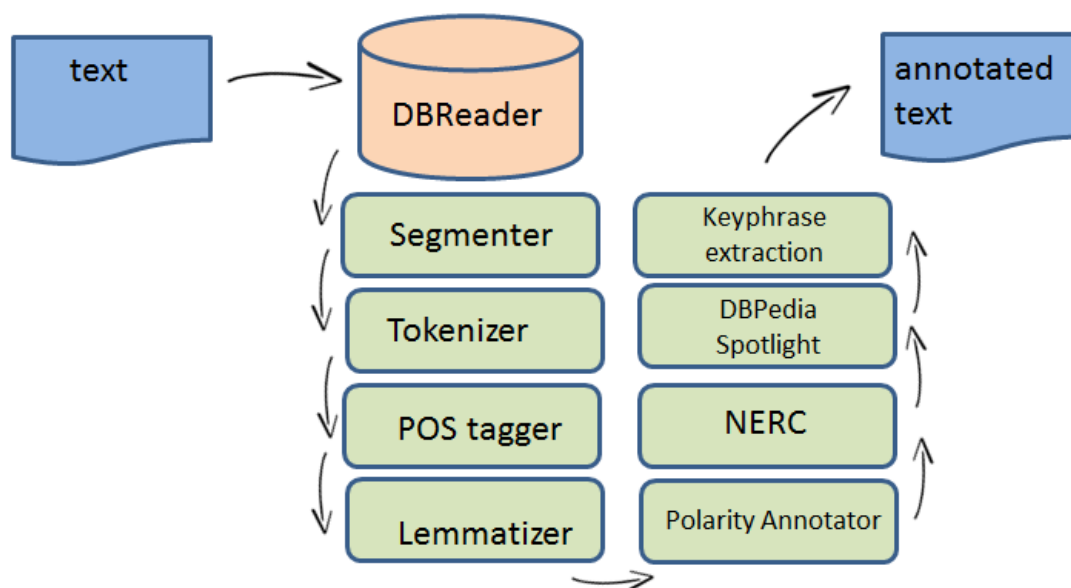 text
DBReader
Segmenter
Tokenizer
POS tagger
Lemmatizer
Polarity Annotator
NERC
DBPedia
Spotlight
Keyphrase
extraction
annotated
text